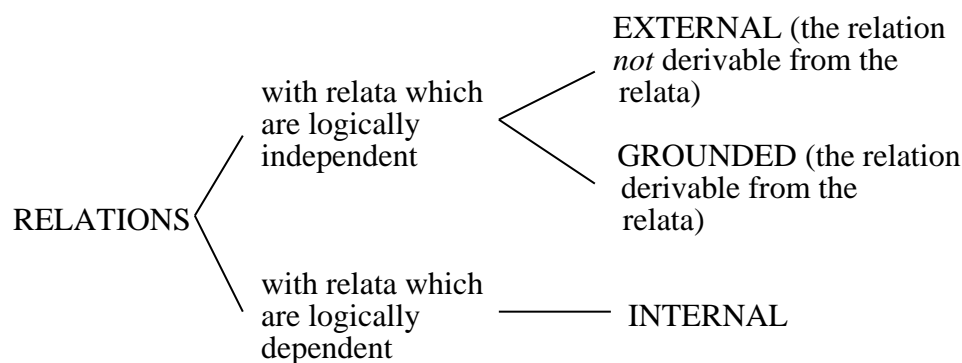 EXTERNAL (the relation
not derivable from the
relata)
with relata which
are logically
independent
GROUNDED (the relation
derivable from the
relata)
RELATIONS
with relata which
are logically
dependent
INTERNAL